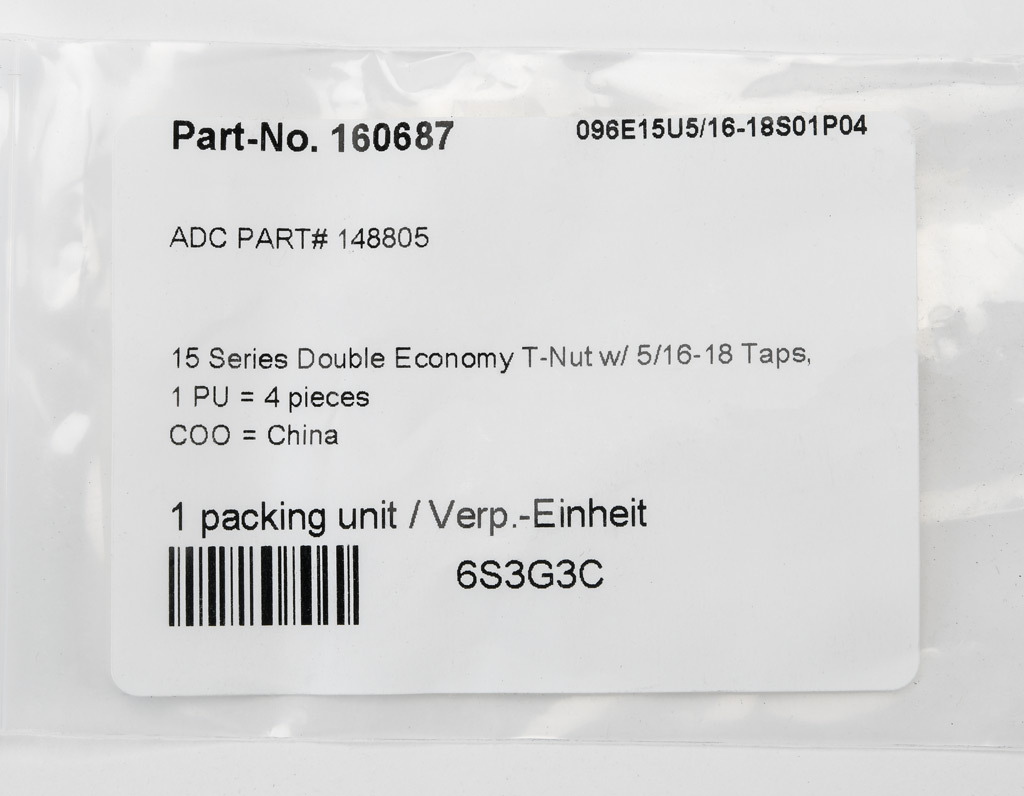 Part-No. 160687 096E15U5/16-18S01P04
ADC PART# 148805
15 Series Double Economy T-Nut w/ 5/16-18 Taps,
1 PU = 4 pieces
COO = China
1 packing unit / Verp.-Einheit
6S3G3C